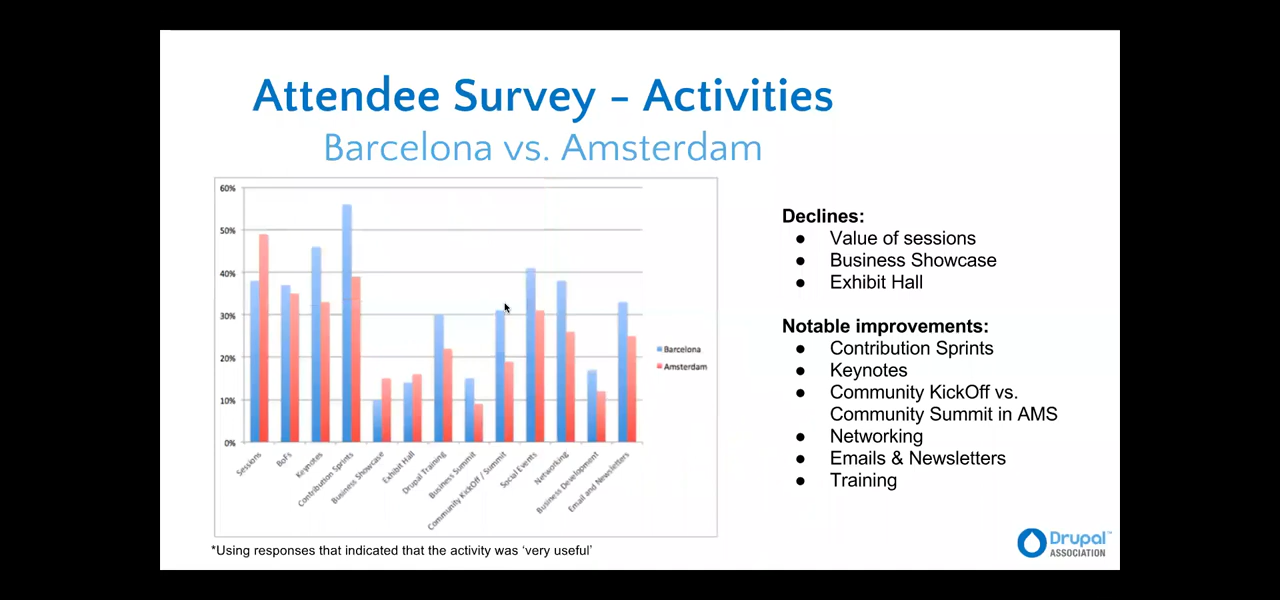 Attendee Survey - Activities
Barcelona vs. Amsterdam
60%
50%
40%
30%
20%
10%
0%
Sessions
BoFs
Keynotes
Contribution Sprints
Business Showcase
Exhibit Hall
Drupal Training
Business Summit
Community KickOff / Summit
Social Events
Networking
Business Development
Email and Newsletters
Barcelona
Amsterdam
*Using responses that indicated that the activity was ‘very useful’
Declines:
● Value of sessions
● Business Showcase
● Exhibit Hall
Notable improvements:
● Contribution Sprints
● Keynotes
● Community KickOff vs.
Community Summit in AMS
● Networking
● Emails & Newsletters
● Training
Drupal™
ASSOCIATION